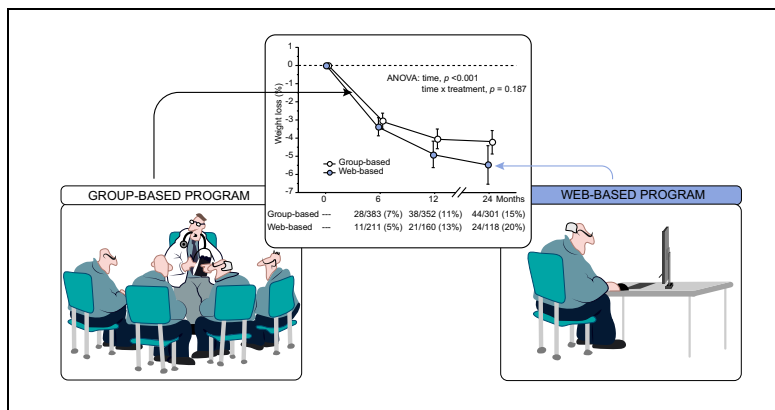 1
0
-1
-2
-3
-4
-5
-6
-7
Weight loss (%)
ANOVA: time, p <0.001
time x treatment, p = 0.187
Group-based
Web-based
0 6 12 24 Months
Group-based --- 28/383 (7%) 38/352 (11%) 44/301 (15%)
Web-based --- 11/211 (5%) 21/160 (13%) 24/118 (20%)
GROUP-BASED PROGRAM
WEB-BASED PROGRAM